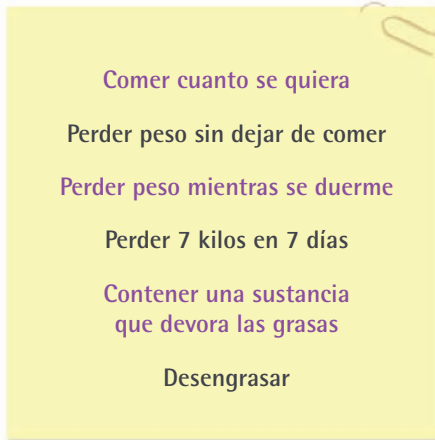 Comer cuanto se quiera
Perder peso sin dejar de comer
Perder peso mientras se duerme
Perder 7 kilos en 7 días
Contener una sustancia
que devora las grasas
Desengrasar